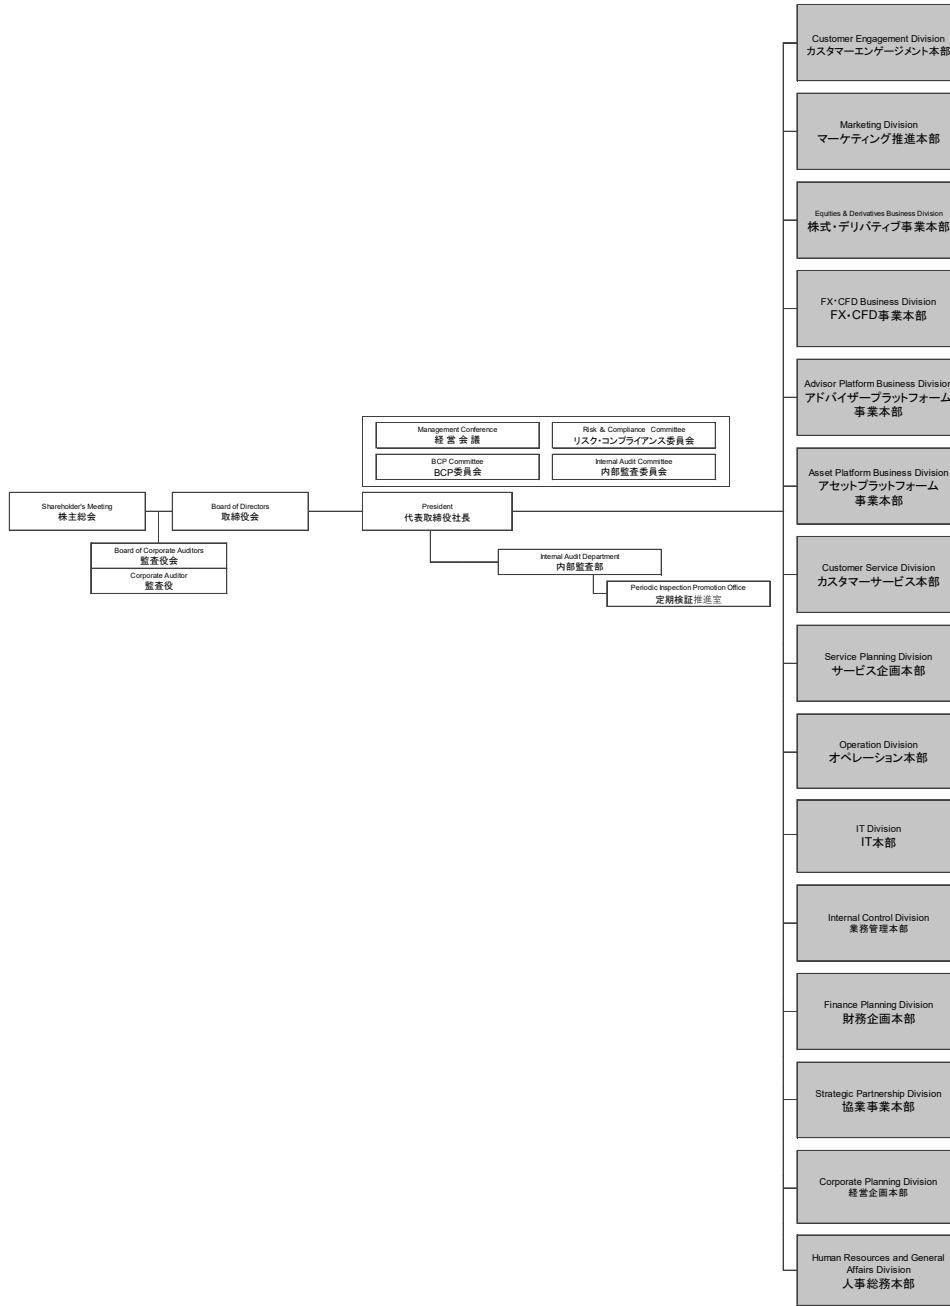 Customer Engagement Division
カスタマーエンゲージメント本部
Marketing Division
マーケティング推進本部
Equities & Derivatives Business Division
株式・デリバティブ事業本部
FX・CFD Business Division
FX・CFD事業本部
Advisor Platform Business Division
アドバイザープラットフォーム
事業本部
Management Conference
経 営 会 議
Risk & Compliance Committee
リスク・コンプライアンス委員会
BCP Committee
BCP委員会
Internal Audit Committee
内部監査委員会
Asset Platform Business Division
アセットプラットフォーム
事業本部
Shareholder's Meeting
株主総会
Board of Directors
取締役会
President
代表取締役社長
Board of Corporate Auditors
監査役会
Corporate Auditor
監査役
Internal Audit Department
内部監査部
Periodic Inspection Promotion Office
定期検証推進室
Customer Service Division
カスタマーサービス本部
Service Planning Division
サービス企画本部
Operation Division
オペレーション本部
IT Division
IT本部
Internal Control Division
業務管理本部
Finance Planning Division
財務企画本部
Strategic Partnership Division
協業事業本部
Corporate Planning Division
経営企画本部
Human Resources and General
Affairs Division
人事総務本部